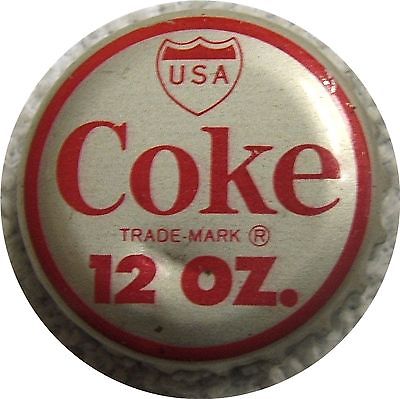 USA
Coke
TRADE-MARK ®
12 OZ.